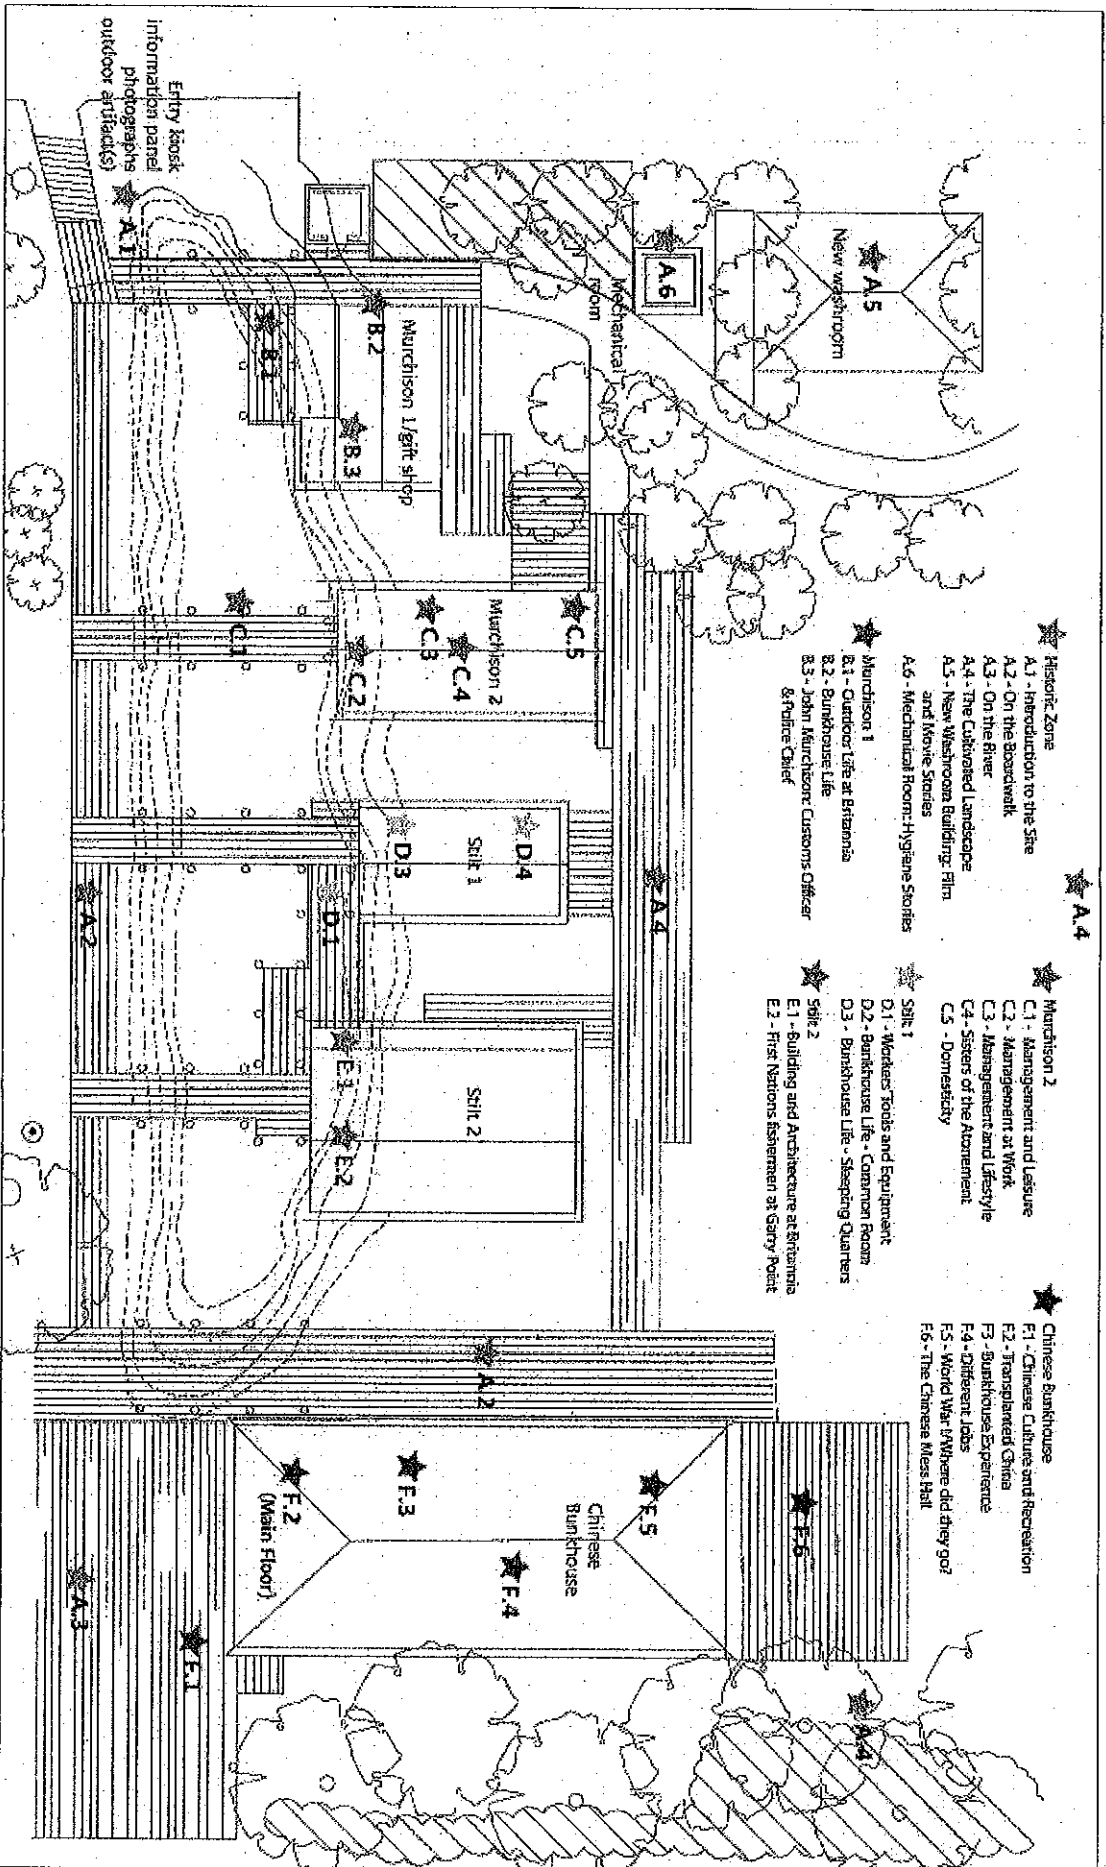 Historic Zone
A.1 - Introduction to the Site
A.2 - On the Boardwalk
A.3 - On the River
A.4 - The Cultivated Landscape
A.5 - New Washroom Building: Film
and Movie Stories
A.6 - Mechanical Room: Hygiene Stories
Murchison 1
B.1 - Outdoor Life at Britannia
B.2 - Bunkhouse Life
B.3 - John Murchison: Customs Officer
& Police Chief
A.4
Murchison 2
C.1 - Management and Leisure
C.2 - Management at Work
C.3 - Management and Lifestyle
C.4 - Sisters of the Atonement
C.5 - Domesticity
Stilt 1
D.1 - Workers Tools and Equipment
D.2 - Bunkhouse Life - Common Room
D.3 - Bunkhouse Life - Sleeping Quarters
Stilt 2
E.1 - Building and Architecture at Britannia
E.2 - First Nations fishermen at Garry Point
Chinese Bunkhouse
F.1 - Chinese Culture and Recreation
F.2 - Transplanted China
F.3 - Bunkhouse Experience
F.4 - Different Jobs
F.5 - World War I/Where did they go?
F.6 - The Chinese Mess Hall
A.5
New washroom
A.6
Mechanical
room
A.4
A.4
F.6
C.5
D.4
F.5
Murchison 1/gift shop
Murchison 2
Stilt 1
Stilt 2
Chinese
Bunkhouse
B.2
B.3
C.3
C.4
D.3
A.2
F.3
F.4
B.1
C.2
D.1
E.1
E.2
F.2
(Main Floor)
C.1
F.1
Entry kiosk
information panel
photographs
outdoor artifact(s)
A.1
A.2
A.3